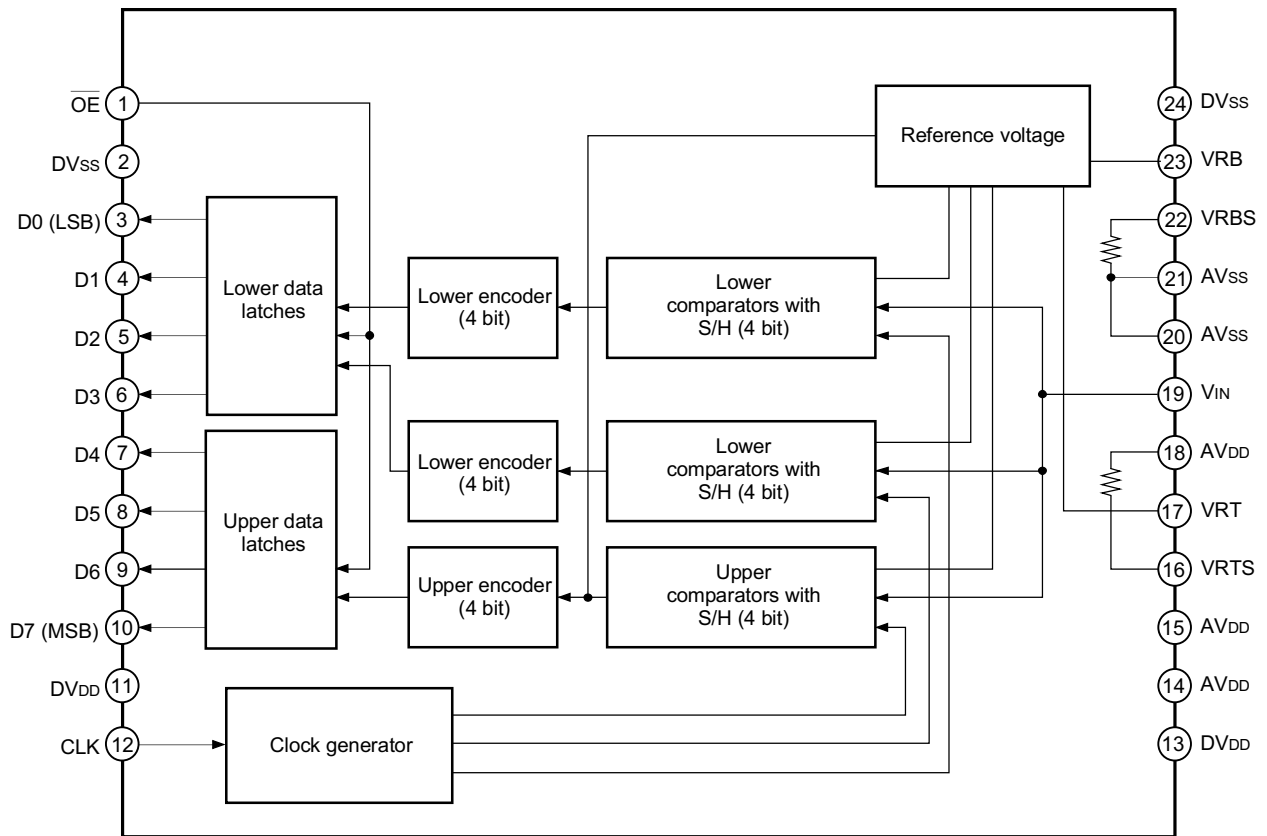 OE
1
DVSS
2
D0 (LSB)
3
D1
4
D2
5
D3
6
D4
7
D5
8
D6
9
D7 (MSB)
10
DVDD
11
CLK
12
Lower data
latches
Upper data
latches
Clock generator
Lower encoder
(4 bit)
Lower encoder
(4 bit)
Upper encoder
(4 bit)
Lower
comparators with
S/H (4 bit)
Lower
comparators with
S/H (4 bit)
Upper
comparators with
S/H (4 bit)
Reference voltage
24
DVSS
23
VRB
22
VRBS
21
AVSS
20
AVSS
19
VIN
18
AVDD
17
VRT
16
VRTS
15
AVDD
14
AVDD
13
DVDD